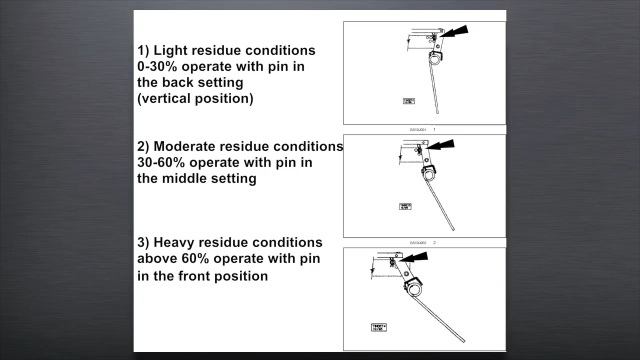 1) Light residue conditions
0-30% operate with pin in
the back setting
(vertical position)
1
2) Moderate residue conditions
30-60% operate with pin in
the middle setting
2
3) Heavy residue conditions
above 60% operate with pin
in the front position